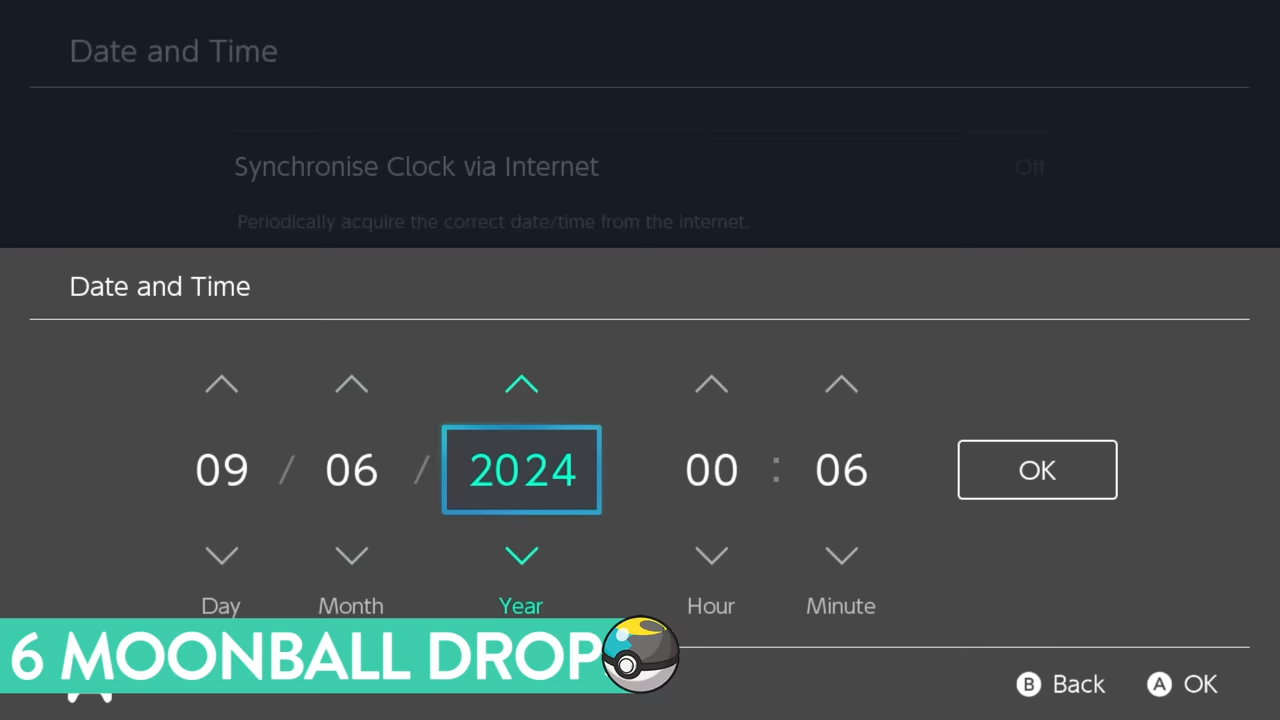 Date and Time
Synchronise Clock via Internet Off
Periodically acquire the correct date/time from the internet.
Date and Time
09 / 06 / 2024 00 : 06 OK
Day Month Year Hour Minute
6 MOONBALL DROP
B Back A OK